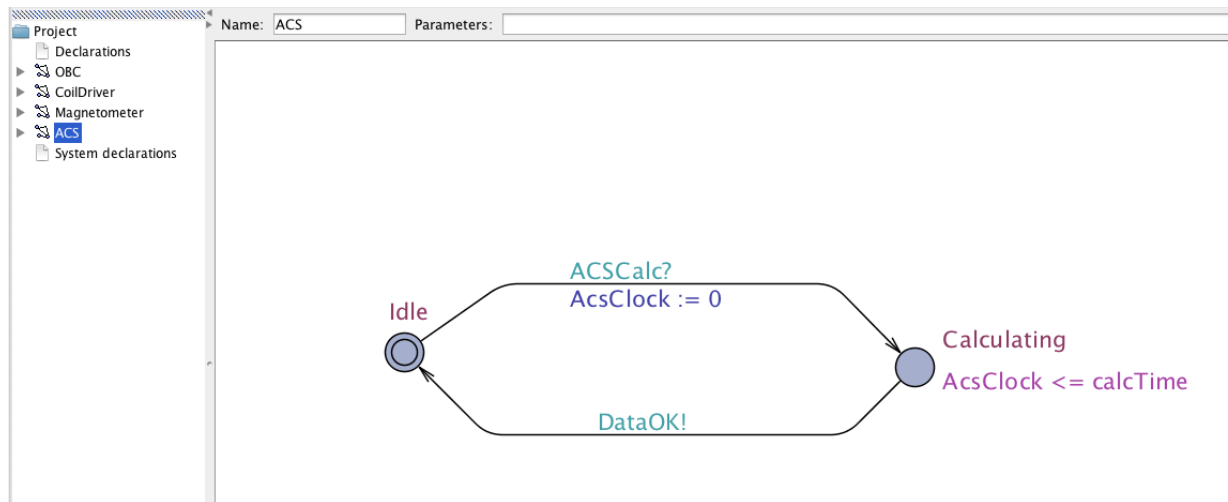 Project
Declarations
OBC
CoilDriver
Magnetometer
ACS
System declarations
Name: ACS Parameters:
ACSCalc?
AcsClock := 0
Idle
Calculating
AcsClock <= calcTime
DataOK!